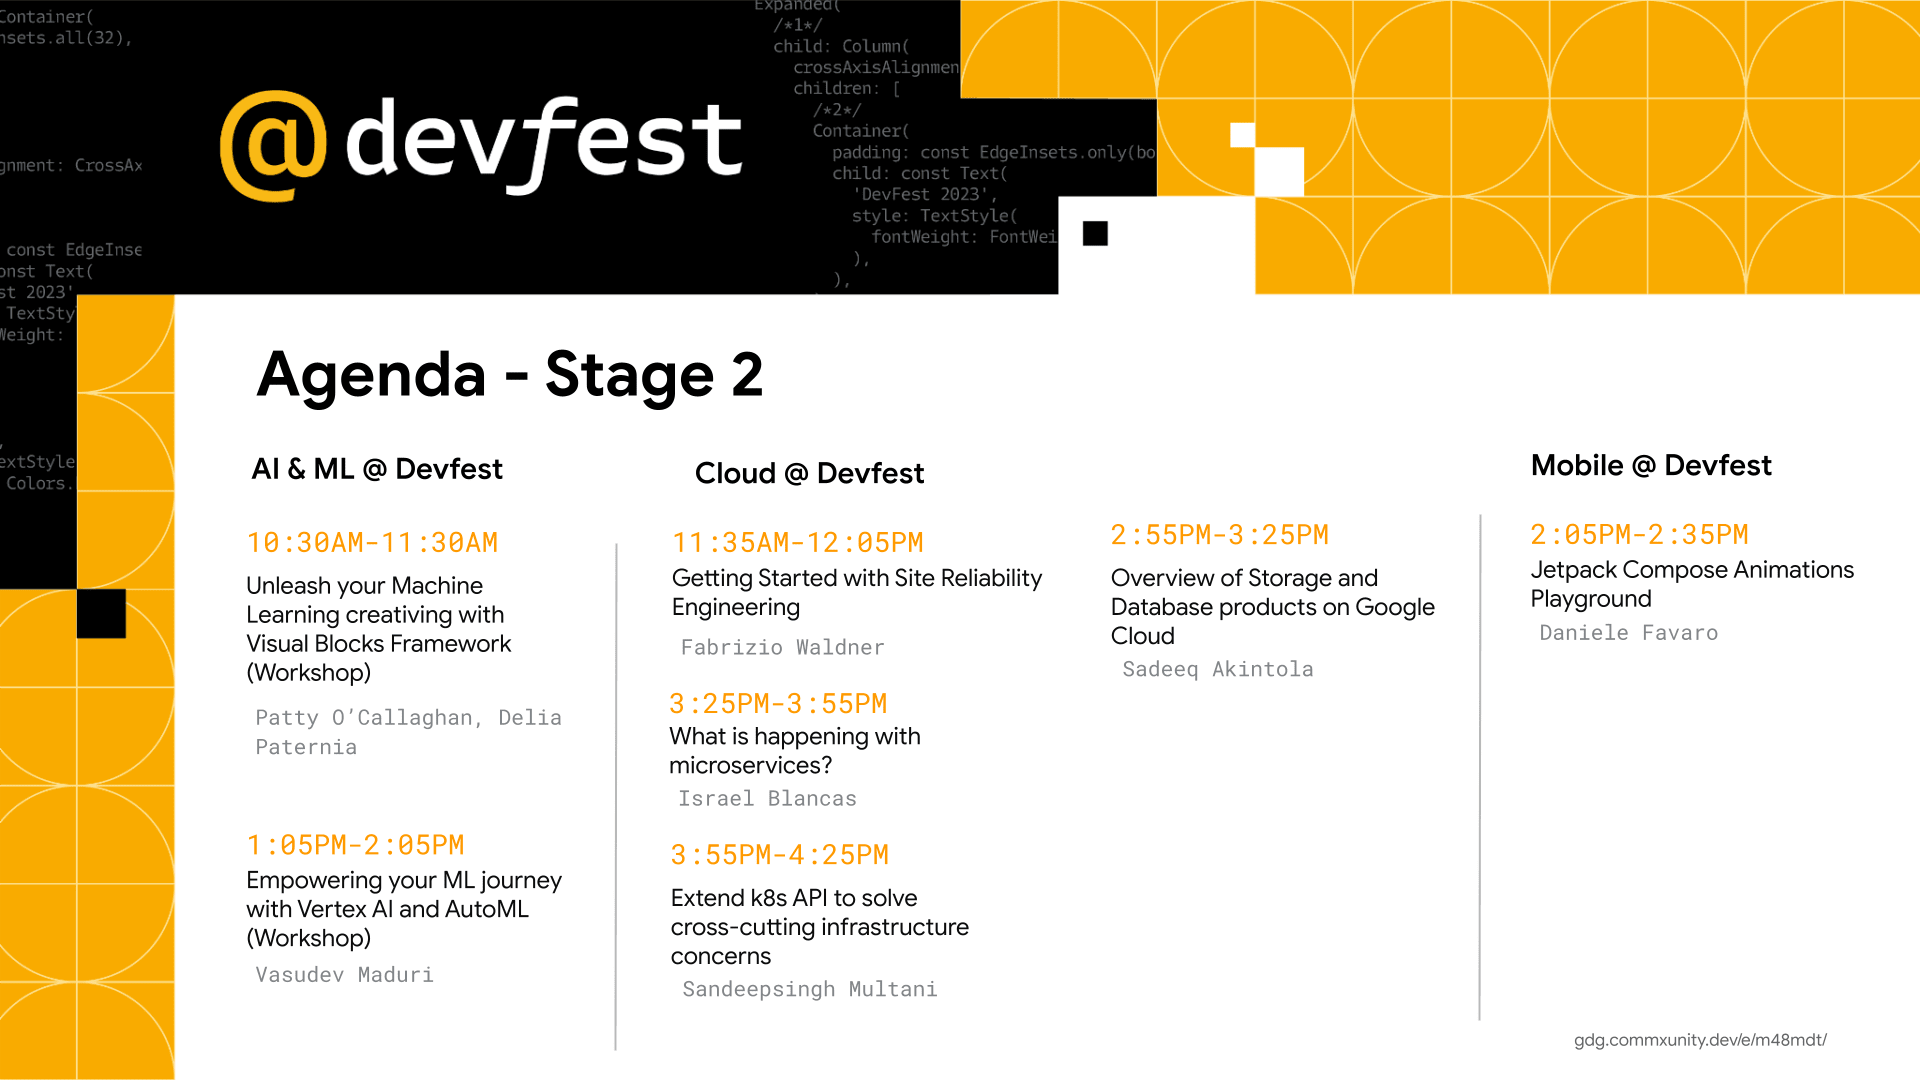 Container(
nsets.all(32),
gnment: CrossAx
const EdgeInse
onst Text(
st 2023'
TextSty
Weight:
,
extStyle
Colors.
@devfest
Expanded(
/*1*/
child: Column(
crossAxisAlignmen
children: [
/*2*/
Container(
padding: const EdgeInsets.only(bo
child: const Text(
'DevFest 2023',
style: TextStyle(
fontWeight: FontWei
),
),
Agenda - Stage 2
AI & ML @ Devfest
10:30AM-11:30AM
Unleash your Machine
Learning creativing with
Visual Blocks Framework
(Workshop)
Patty O'Callaghan, Delia
Paternia
1:05PM-2:05PM
Empowering your ML journey
with Vertex AI and AutoML
(Workshop)
Vasudev Maduri
Cloud @ Devfest
11:35AM-12:05PM
Getting Started with Site Reliability
Engineering
Fabrizio Waldner
3:25PM-3:55PM
What is happening with
microservices?
Israel Blancas
3:55PM-4:25PM
Extend k8s API to solve
cross-cutting infrastructure
concerns
Sandeepsingh Multani
2:55PM-3:25PM
Overview of Storage and
Database products on Google
Cloud
Sadeeq Akintola
Mobile @ Devfest
2:05PM-2:35PM
Jetpack Compose Animations
Playground
Daniele Favaro
gdg.commxunity.dev/e/m48mdt/